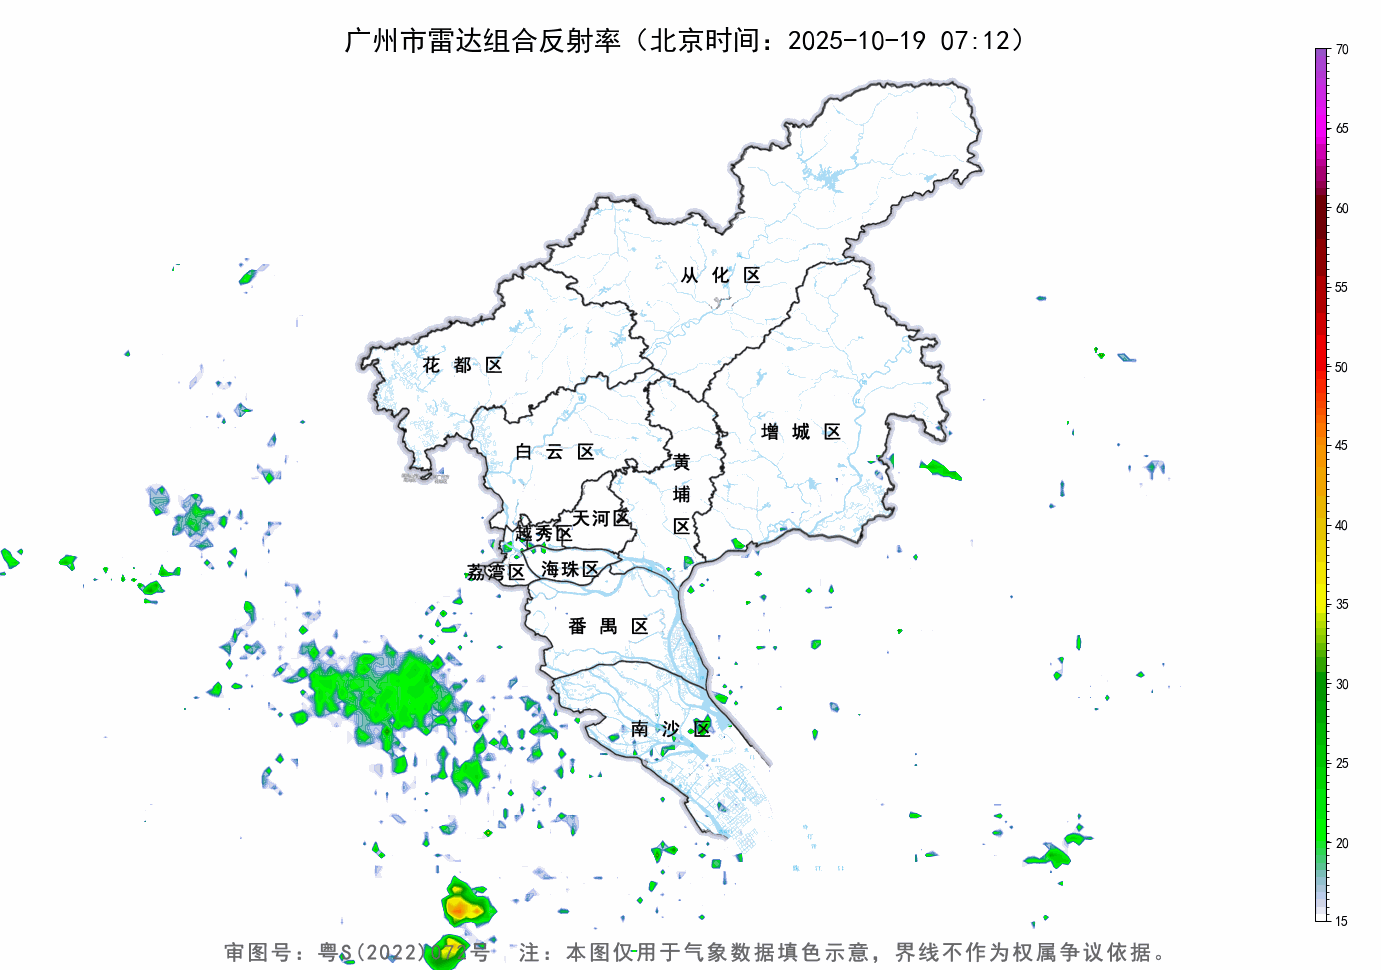 广州市雷达组合反射率（北京时间：2025-10-19 07:12）
70
65
60
55
50
45
40
35
30
25
20
15
从化区
花都区
增城区
白云区
黄埔区
天河区
越秀区
荔湾区
海珠区
番禺区
南沙区
审图号：粤S(2022)073号 注：本图仅用于气象数据填色示意，界线不作为权属争议依据。